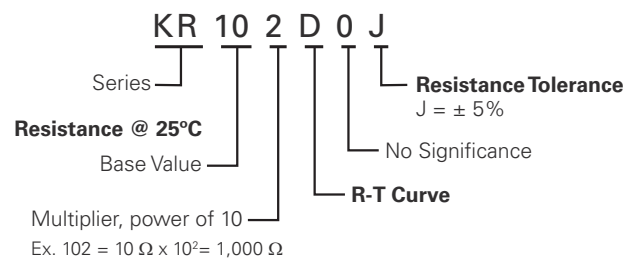 KR 10 2 D 0 J
Series
Resistance Tolerance
J = ± 5%
Resistance @ 25ºC
Base Value
No Significance
R-T Curve
Multiplier, power of 10
Ex. 102 = 10 Ω x 10²= 1,000 Ω